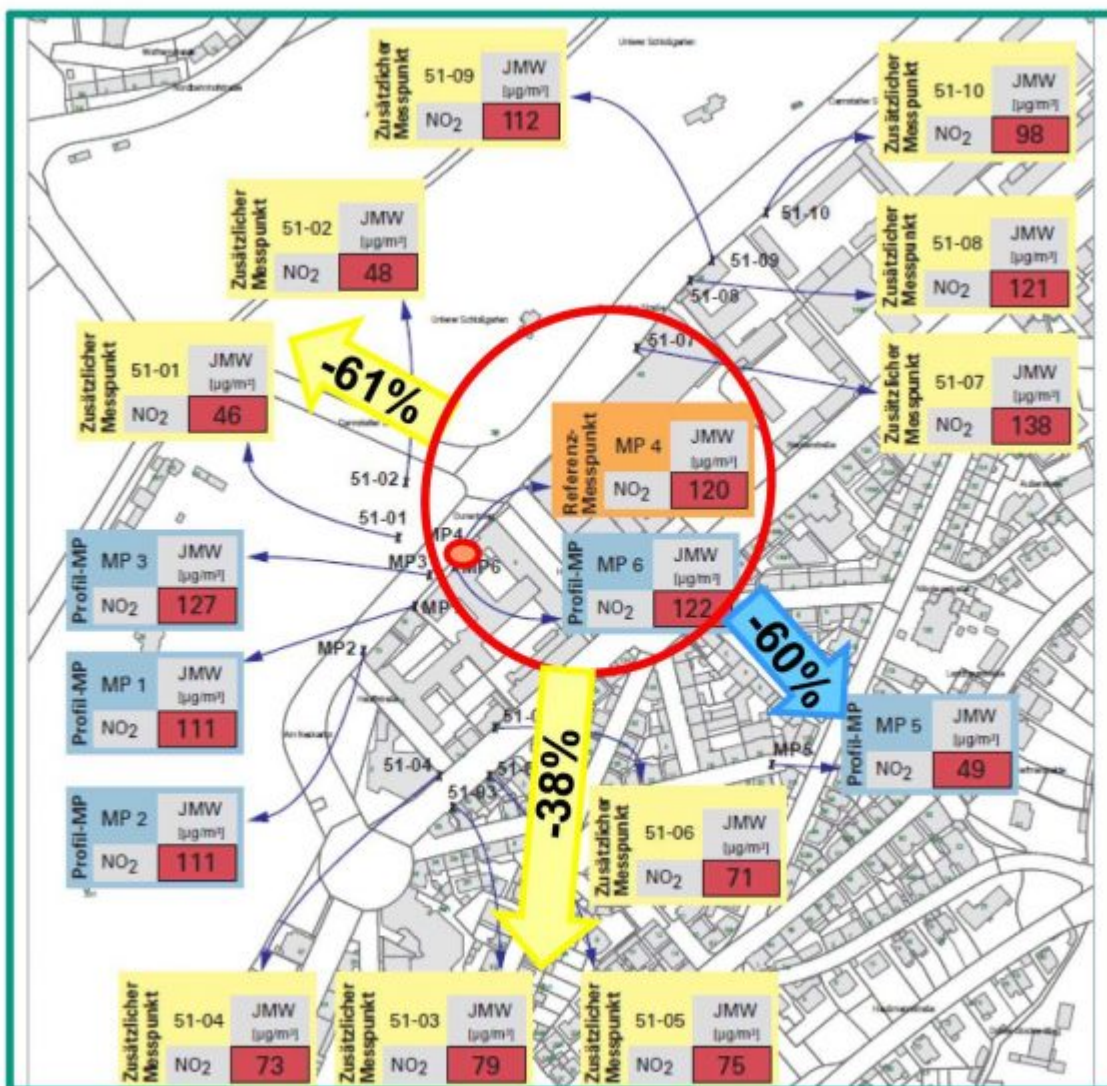 Zusätzlicher Messpunkt
51-09
JMW
[µg/m³]
NO₂
112
Zusätzlicher Messpunkt
51-10
JMW
[µg/m³]
NO₂
98
Zusätzlicher Messpunkt
51-02
JMW
[µg/m³]
NO₂
48
Zusätzlicher Messpunkt
51-08
JMW
[µg/m³]
NO₂
121
Zusätzlicher Messpunkt
51-01
JMW
[µg/m³]
NO₂
46
Zusätzlicher Messpunkt
51-07
JMW
[µg/m³]
NO₂
138
Referenz-Messpunkt
MP 4
JMW
[µg/m³]
NO₂
120
Profil-MP
MP 3
JMW
[µg/m³]
NO₂
127
Profil-MP
MP 6
JMW
[µg/m³]
NO₂
122
Profil-MP
MP 1
JMW
[µg/m³]
NO₂
111
Profil-MP
MP 5
JMW
[µg/m³]
NO₂
49
Profil-MP
MP 2
JMW
[µg/m³]
NO₂
111
Zusätzlicher Messpunkt
51-06
JMW
[µg/m³]
NO₂
71
Zusätzlicher Messpunkt
51-04
JMW
[µg/m³]
NO₂
73
Zusätzlicher Messpunkt
51-03
JMW
[µg/m³]
NO₂
79
Zusätzlicher Messpunkt
51-05
JMW
[µg/m³]
NO₂
75
-61%
-60%
-38%
Unterer Schloßgarten
Unterer Schloßgarten
51-10
51-09
51-08
51-07
51-02
51-01
MP4
MP3
MP6
MP2
MP5
51-04